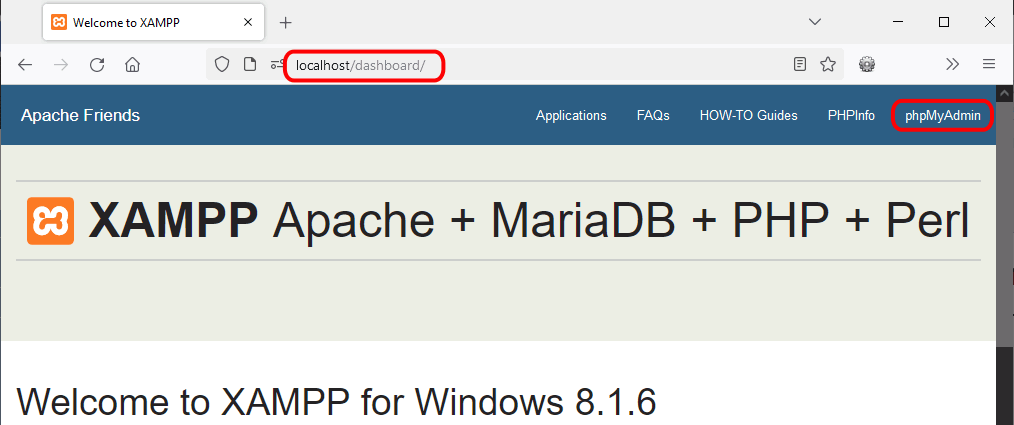 Welcome to XAMPP
localhost/dashboard/
Apache Friends Applications FAQs HOW-TO Guides PHPInfo phpMyAdmin
XAMPP Apache + MariaDB + PHP + Perl
Welcome to XAMPP for Windows 8.1.6